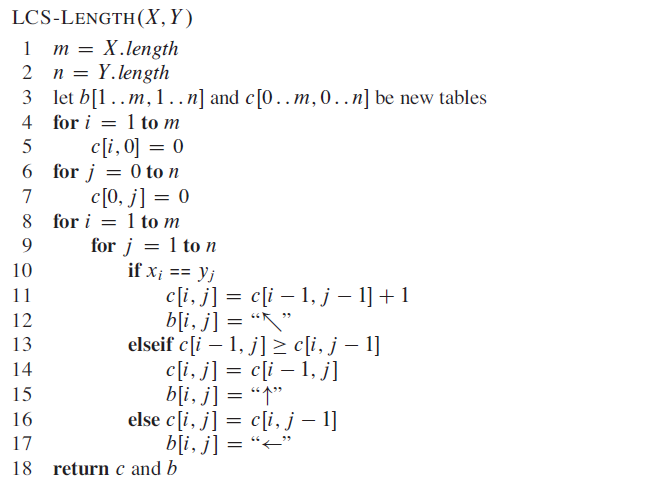 LCS-LENGTH(X, Y)
1 m = X.length
2 n = Y.length
3 let b[1..m, 1..n] and c[0..m, 0..n] be new tables
4 for i = 1 to m
5 c[i, 0] = 0
6 for j = 0 to n
7 c[0, j] = 0
8 for i = 1 to m
9 for j = 1 to n
10 if xᵢ == yⱼ
11 c[i, j] = c[i − 1, j − 1] + 1
12 b[i, j] = “↖”
13 elseif c[i − 1, j] ≥ c[i, j − 1]
14 c[i, j] = c[i − 1, j]
15 b[i, j] = “↑”
16 else c[i, j] = c[i, j − 1]
17 b[i, j] = “←”
18 return c and b